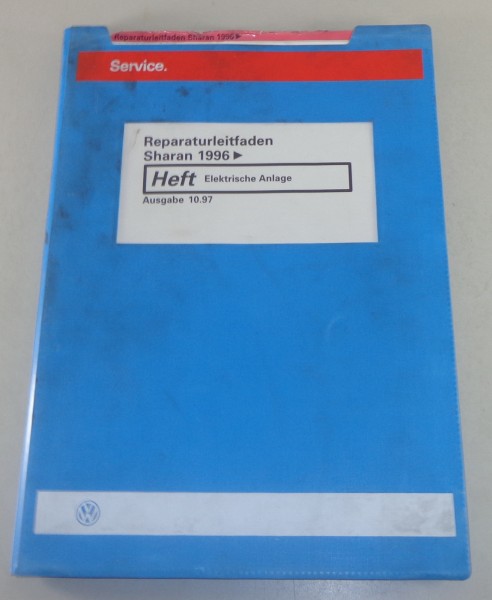 Reparaturleitfaden Sharan 1996►
Service.
Reparaturleitfaden
Sharan 1996►
Heft Elektrische Anlage
Ausgabe 10.97